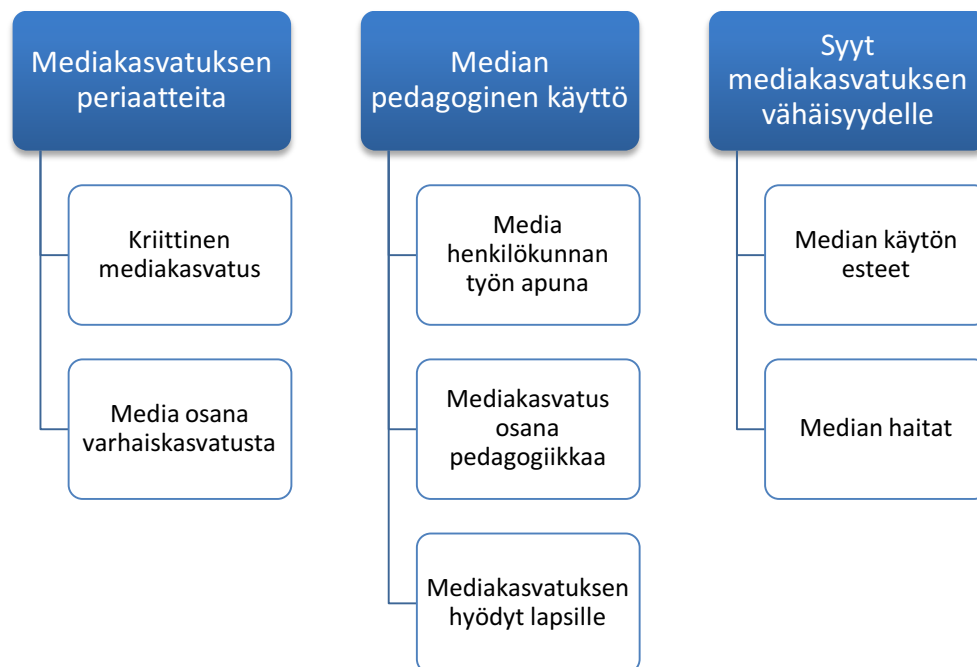 Mediakasvatuksen
periaatteita
Kriittinen
mediakasvatus
Media osana
varhaiskasvatusta
Median
pedagoginen käyttö
Media
henkilökunnan
työn apuna
Mediakasvatus
osana
pedagogiikkaa
Mediakasvatuksen
hyödyt lapsille
Syyt
mediakasvatuksen
vähäisyydelle
Median käytön
esteet
Median haitat